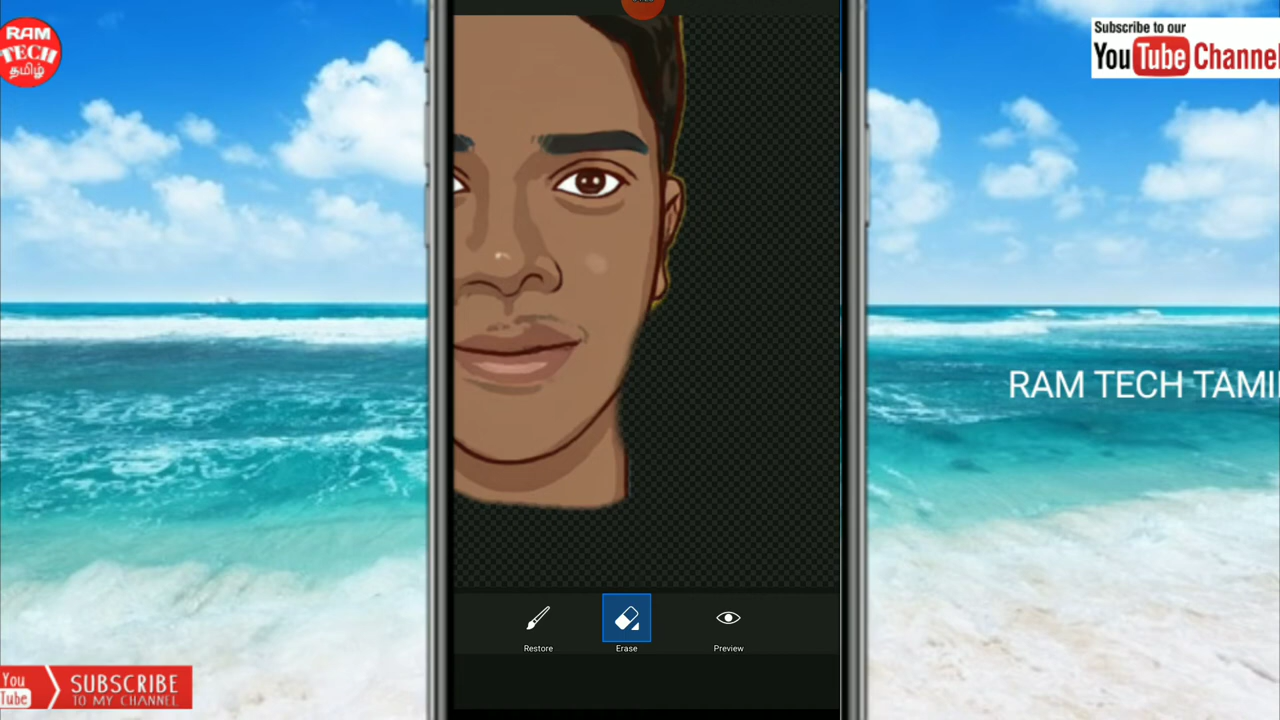 RAM
TECH
தமிழ்
Subscribe to our
YouTube Channel
RAM TECH TAMI
Restore
Erase
Preview
You
Tube
SUBSCRIBE
TO MY CHANNEL